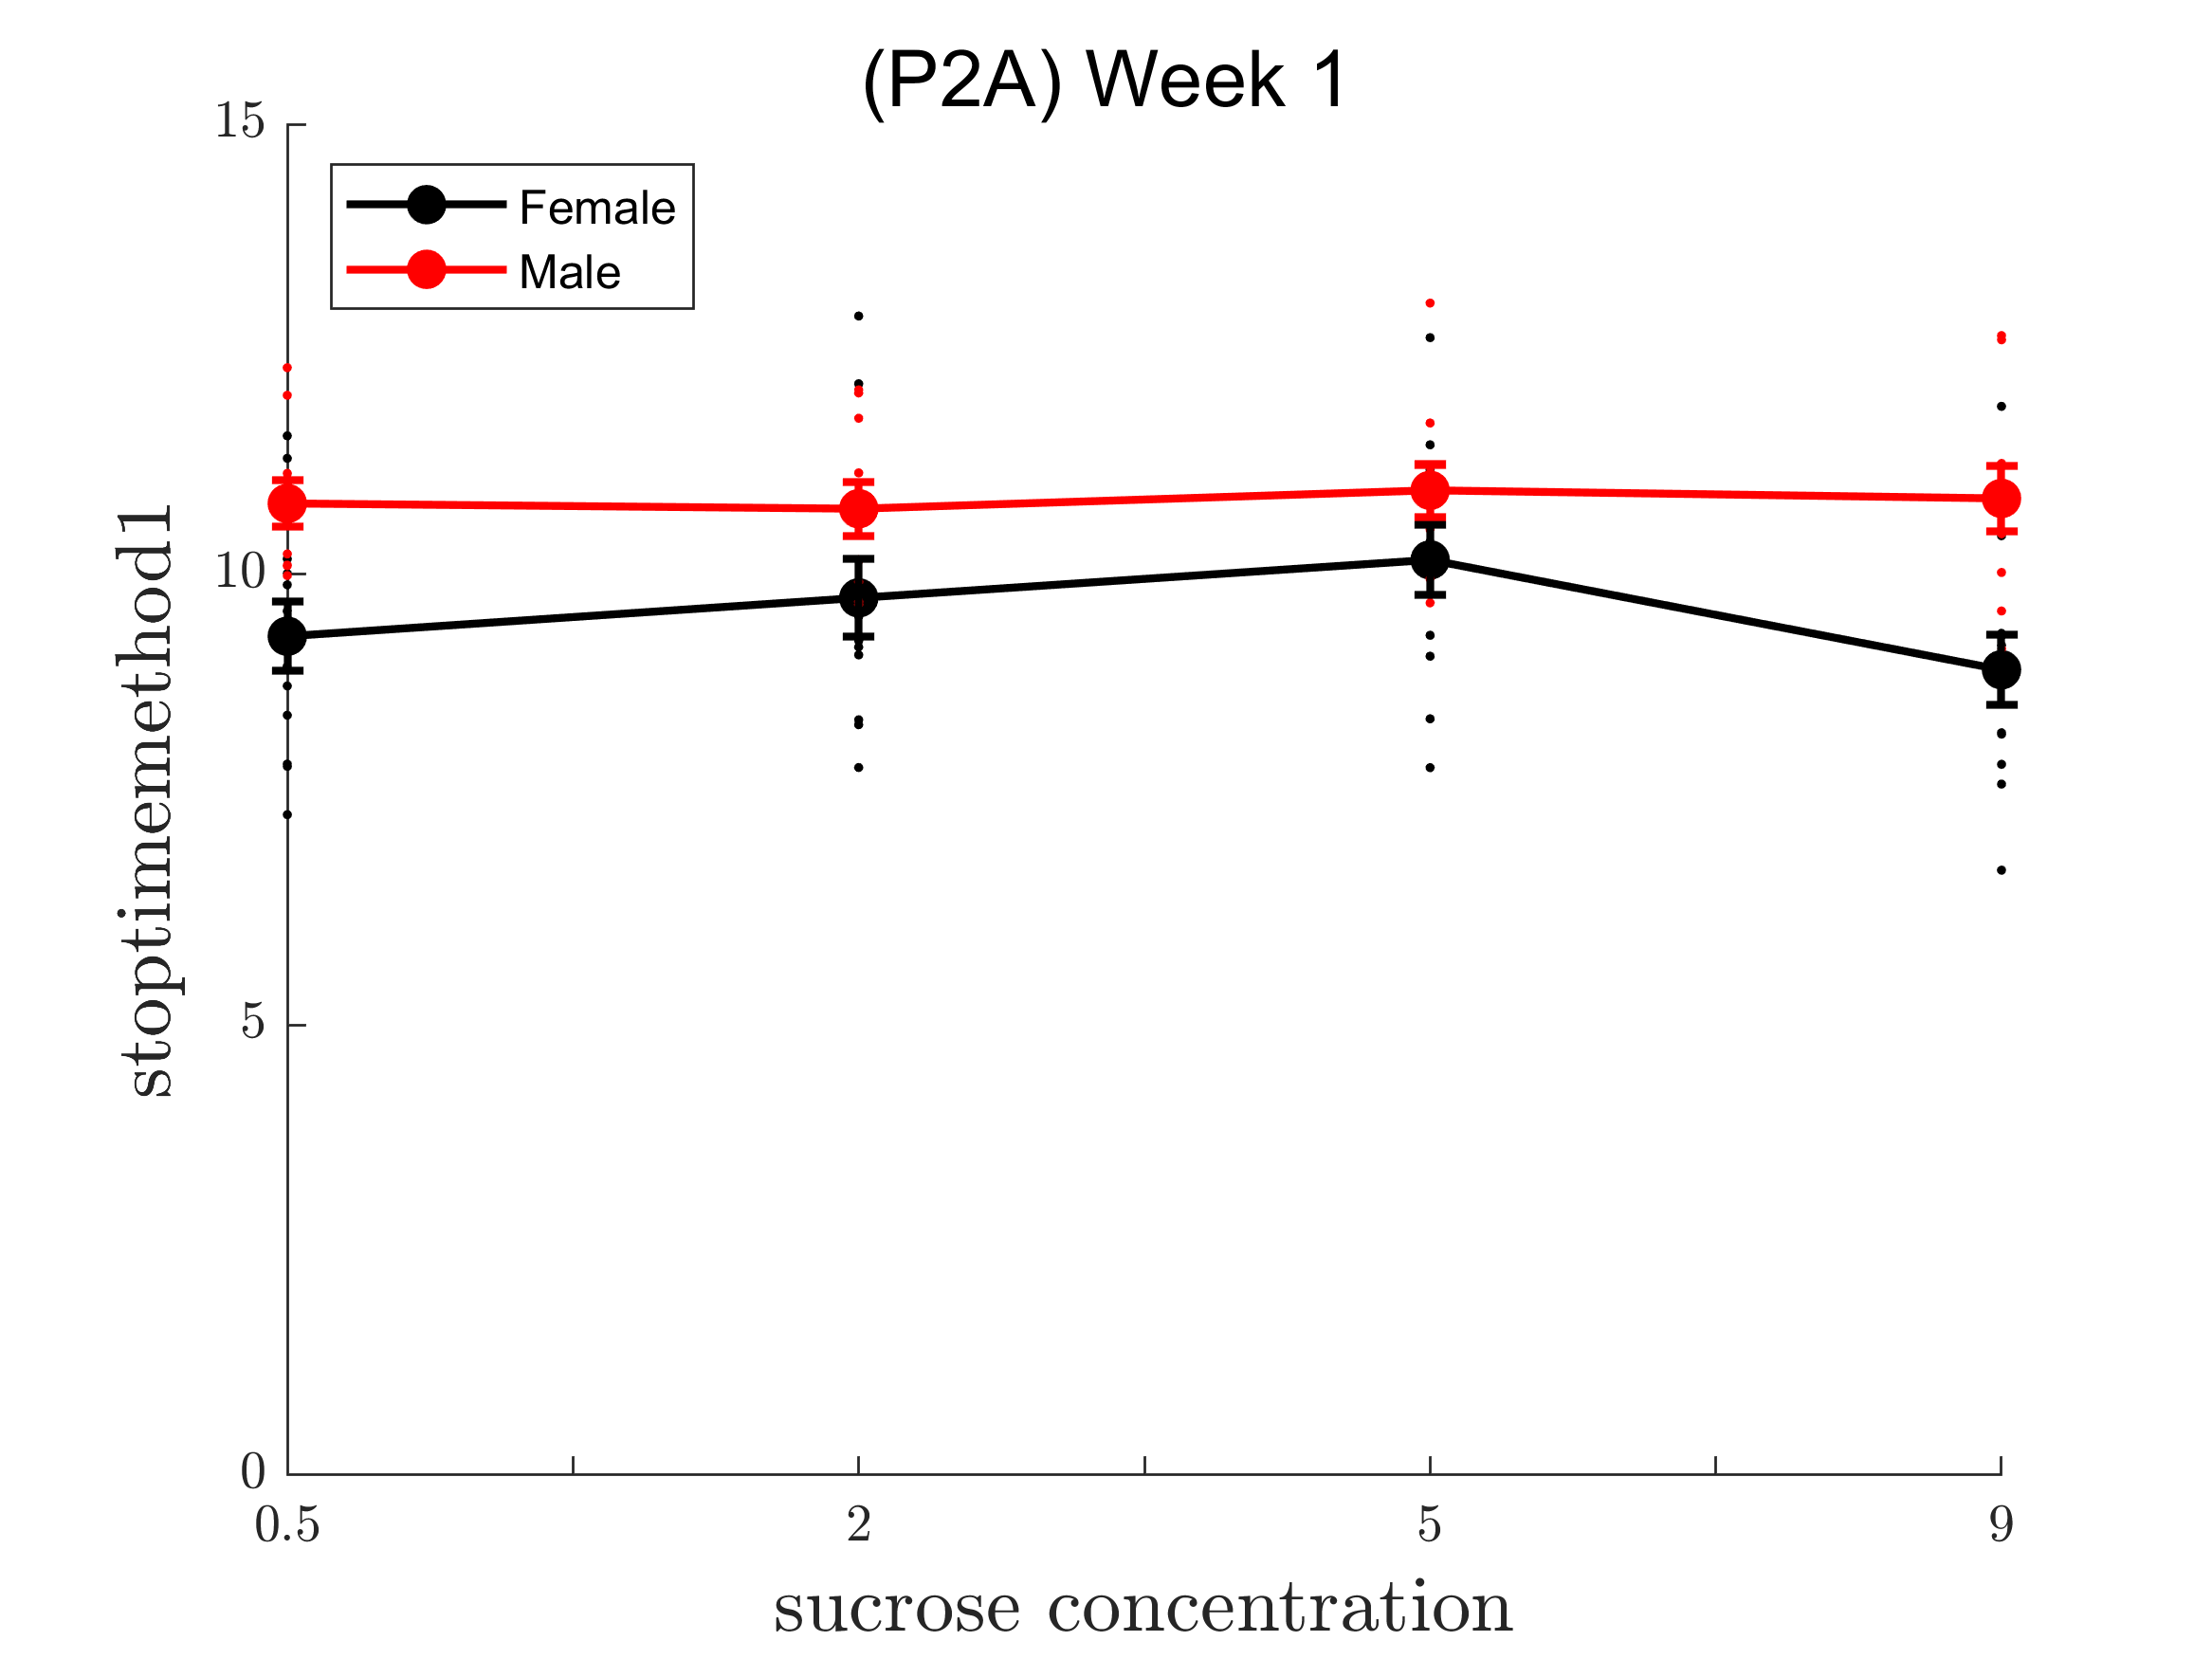 (P2A) Week 1
15
Female
Male
10
5
0
0.5 2 5 9
sucrose concentration
stoptimemethod1